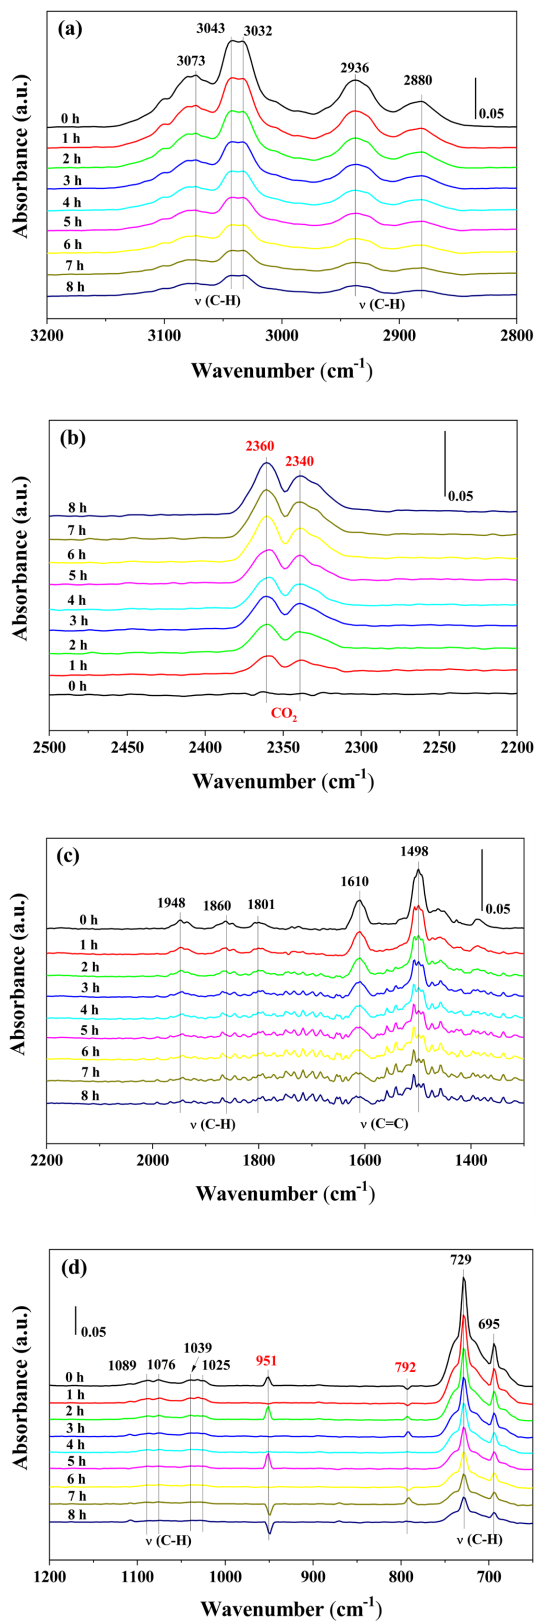 (a)
3043
3032
3073
2936
2880
0.05
0 h
1 h
2 h
3 h
4 h
5 h
6 h
7 h
8 h
ν (C-H)
ν (C-H)
Absorbance (a.u.)
3200
3100
3000
2900
2800
Wavenumber (cm-1)
(b)
2360
2340
0.05
8 h
7 h
6 h
5 h
4 h
3 h
2 h
1 h
0 h
CO2
Absorbance (a.u.)
2500
2450
2400
2350
2300
2250
2200
Wavenumber (cm-1)
(c)
1498
1610
1948
1860
1801
0.05
0 h
1 h
2 h
3 h
4 h
5 h
6 h
7 h
8 h
ν (C-H)
ν (C=C)
Absorbance (a.u.)
2200
2000
1800
1600
1400
Wavenumber (cm-1)
(d)
729
695
0.05
1089
1076
1039
1025
951
792
0 h
1 h
2 h
3 h
4 h
5 h
6 h
7 h
8 h
ν (C-H)
ν (C-H)
Absorbance (a.u.)
1200
1100
1000
900
800
700
Wavenumber (cm-1)